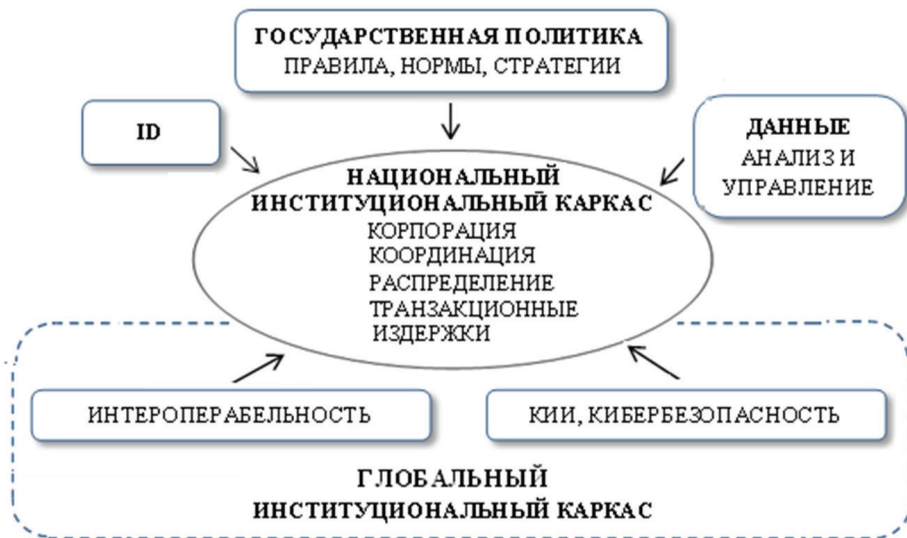 ГОСУДАРСТВЕННАЯ ПОЛИТИКА
ПРАВИЛА, НОРМЫ, СТРАТЕГИИ
ID
ДАННЫЕ
АНАЛИЗ И
УПРАВЛЕНИЕ
НАЦИОНАЛЬНЫЙ
ИНСТИТУЦИОНАЛЬНЫЙ КАРКАС
КОРПОРАЦИЯ
КООРДИНАЦИЯ
РАСПРЕДЕЛЕНИЕ
ТРАНЗАКЦИОННЫЕ
ИЗДЕРЖКИ
ИНТЕРОПЕРАБЕЛЬНОСТЬ
КИИ, КИБЕРБЕЗОПАСНОСТЬ
ГЛОБАЛЬНЫЙ
ИНСТИТУЦИОНАЛЬНЫЙ КАРКАС